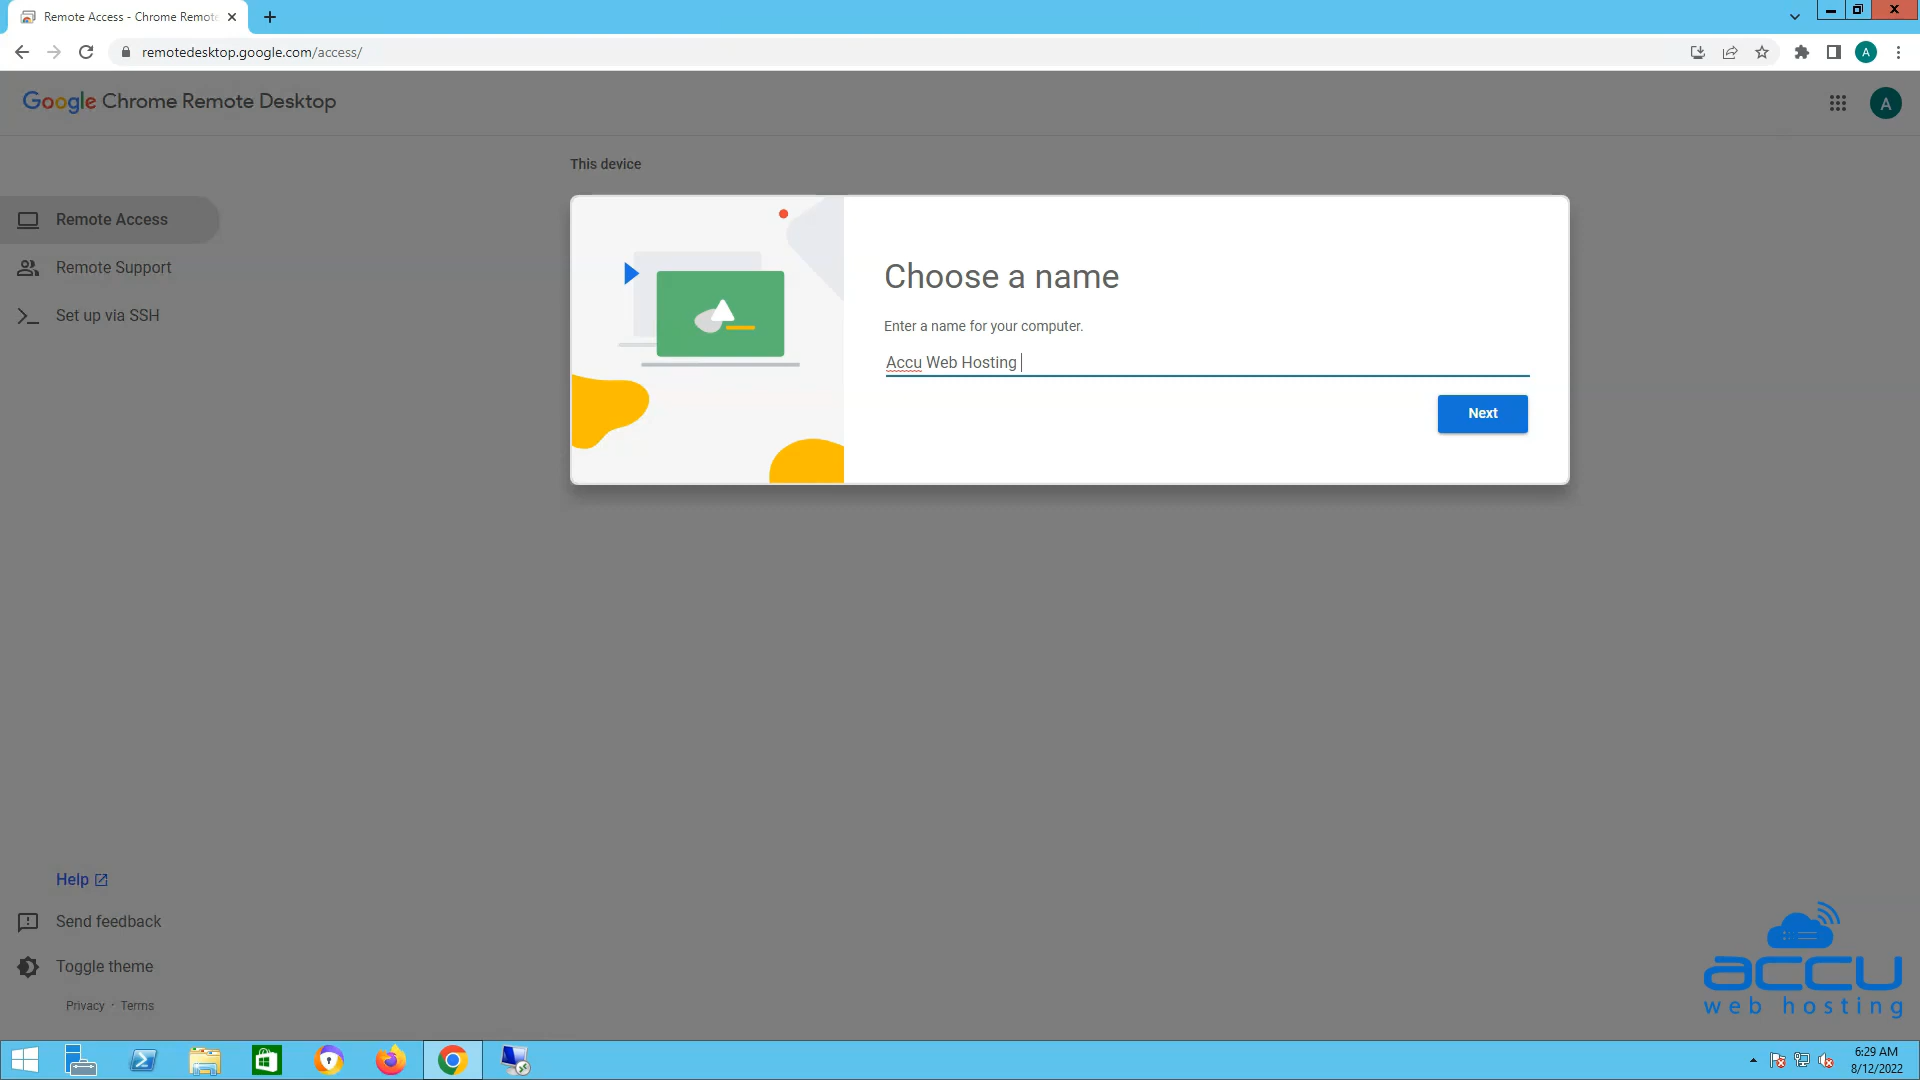 Remote Access - Chrome Remote
remotedesktop.google.com/access/
A
Google Chrome Remote Desktop
A
This device
Remote Access
Remote Support
Set up via SSH
Choose a name
Enter a name for your computer.
Accu Web Hosting
Next
Help
Send feedback
Toggle theme
Privacy · Terms
accu
web hosting
6:29 AM
8/12/2022